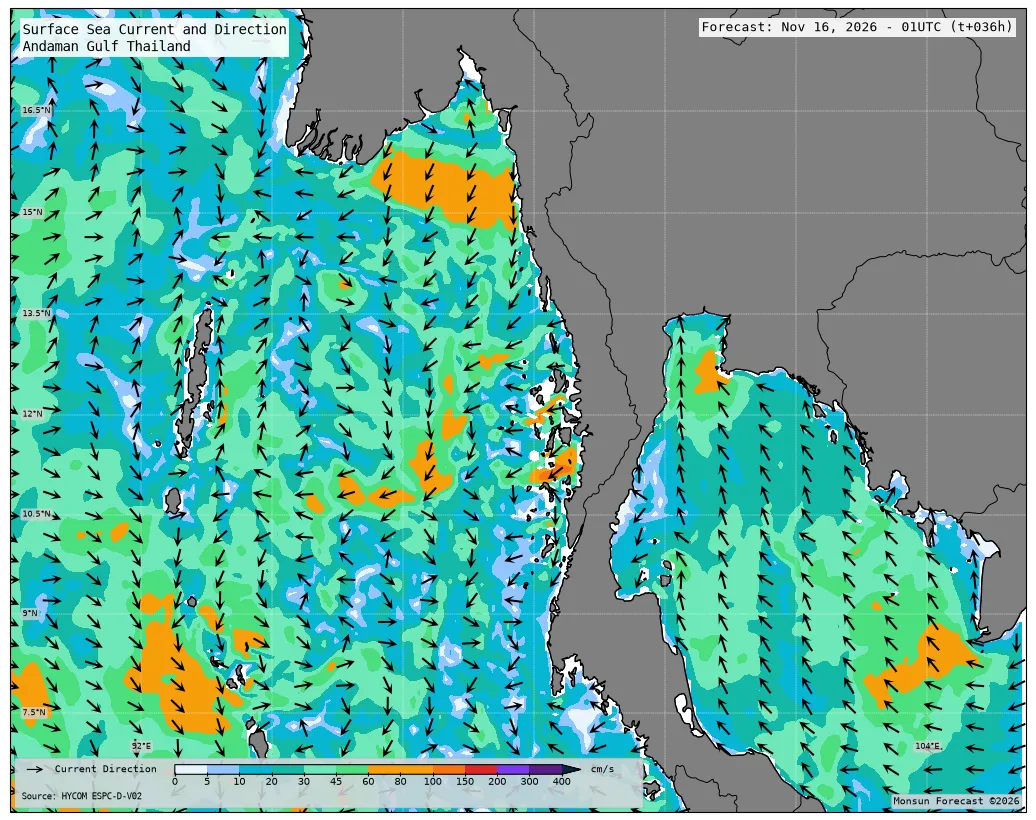 Surface Sea Current and Direction
Andaman Gulf Thailand
Forecast: Nov 16, 2026 - 01UTC (t+036h)
16.5°N
15°N
13.5°N
12°N
10.5°N
9°N
7.5°N
92°E
104°E
Current Direction
0 5 10 20 30 45 60 80 100 150 200 300 400 cm/s
Source: HYCOM ESPC-D-V02
Monsun Forecast ©2026